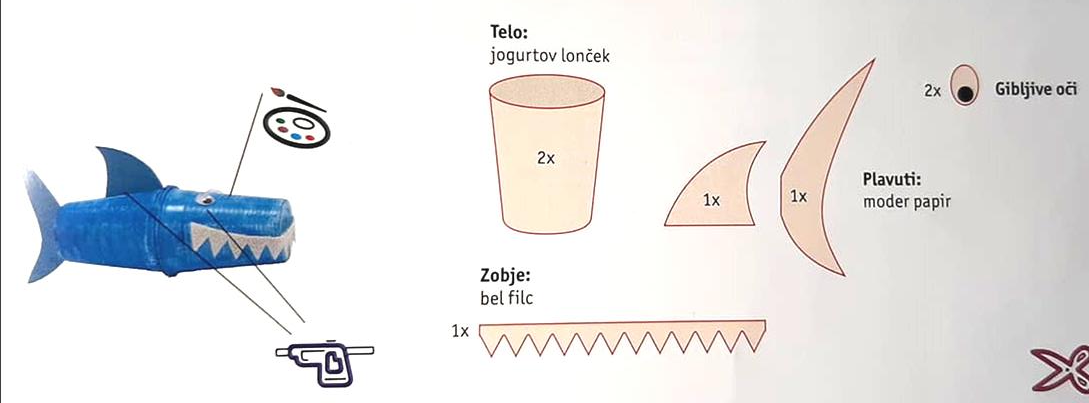 Telo:
jogurtov lonček
2x
1x
1x
2x
Gibljive oči
Plavuti:
moder papir
Zobje:
bel filc
1x